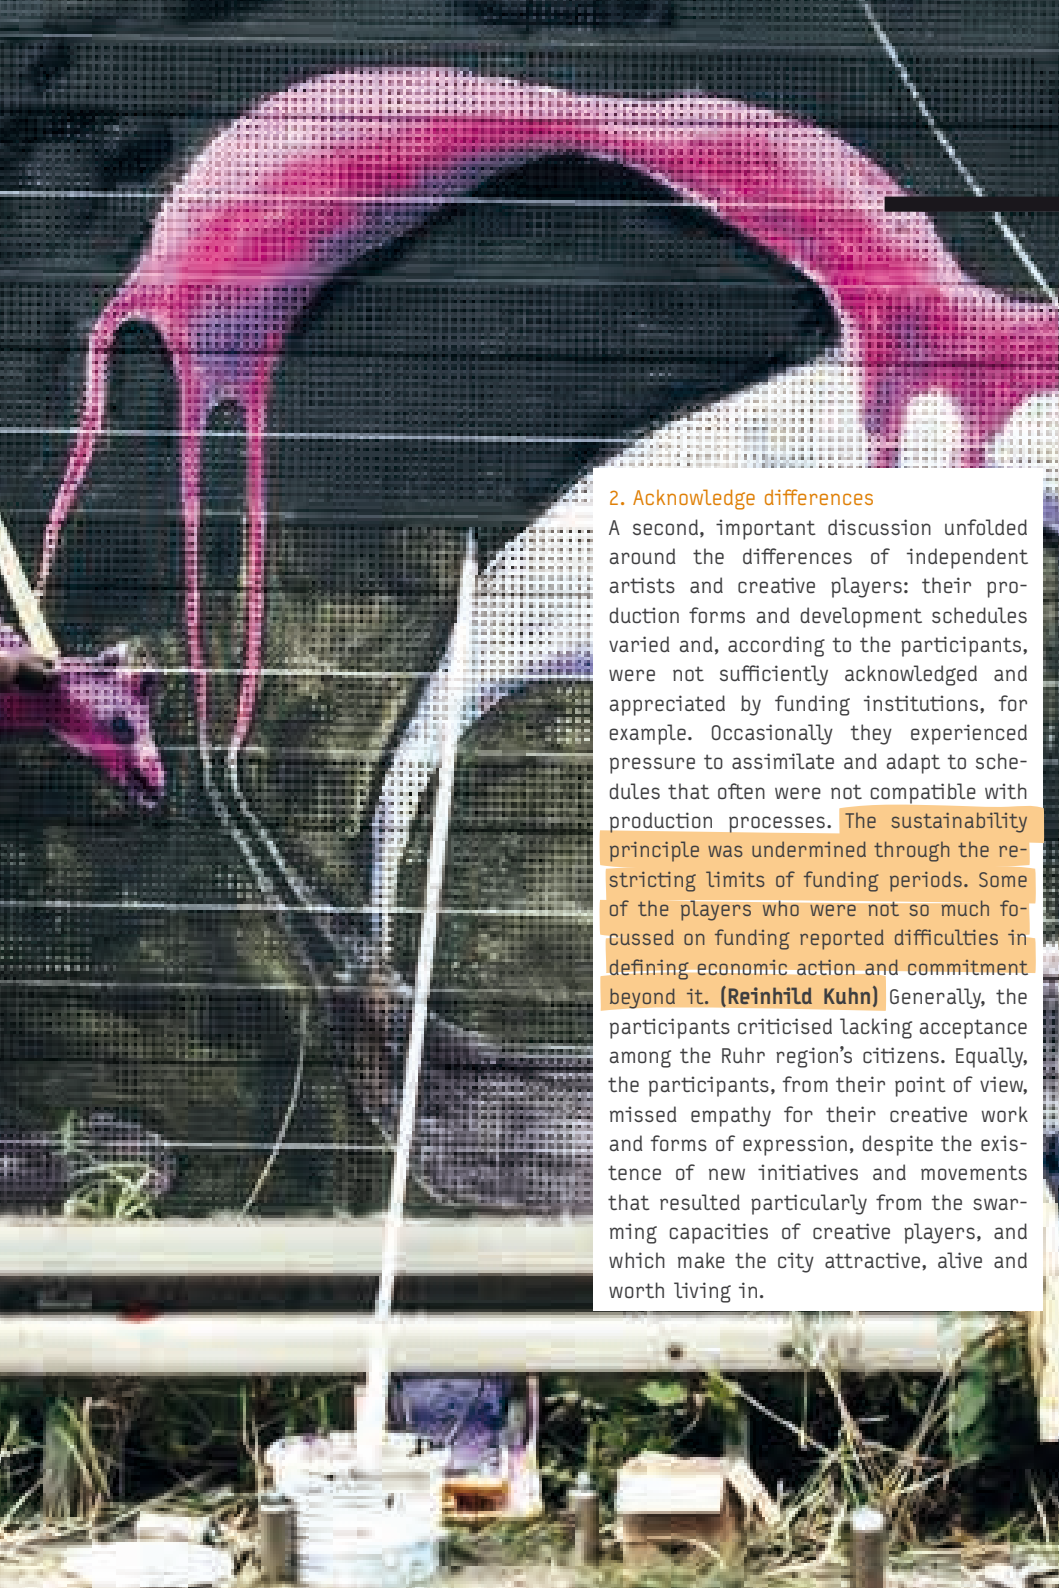 2. Acknowledge differences
A second, important discussion unfolded
around the differences of independent
artists and creative players: their pro-
duction forms and development schedules
varied and, according to the participants,
were not sufficiently acknowledged and
appreciated by funding institutions, for
example. Occasionally they experienced
pressure to assimilate and adapt to sche-
dules that often were not compatible with
production processes. The sustainability
principle was undermined through the re-
stricting limits of funding periods. Some
of the players who were not so much fo-
cussed on funding reported difficulties in
defining economic action and commitment
beyond it. (Reinhild Kuhn) Generally, the
participants criticised lacking acceptance
among the Ruhr region’s citizens. Equally,
the participants, from their point of view,
missed empathy for their creative work
and forms of expression, despite the exis-
tence of new initiatives and movements
that resulted particularly from the swar-
ming capacities of creative players, and
which make the city attractive, alive and
worth living in.